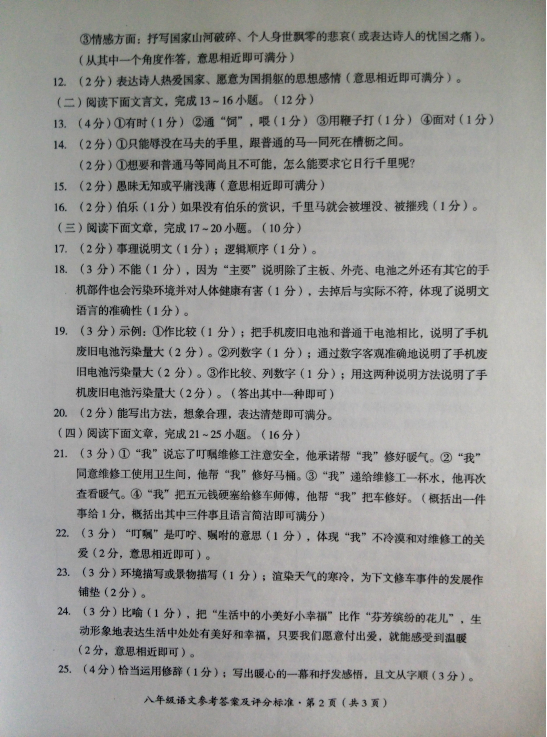 ③情感方面：抒写国家山河破碎、个人身世飘零的悲哀（或表达诗人的忧国之痛）。
（从其中一个角度作答，意思相近即可满分）
12.（2分）表达诗人热爱国家、愿意为国捐躯的思想感情（意思相近即可满分）。
（二）阅读下面文言文，完成13～16小题。（12分）
13.（4分）①有时（1分） ②通“饲”，喂（1分） ③用鞭子打（1分） ④面对（1分）
14.（2分）①只能辱没在马夫的手里，跟普通的马一同死在槽枥之间。
（2分）①想要和普通马等同尚且不可能，怎么能要求它日行千里呢？
15.（2分）愚昧无知或平庸浅薄（意思相近即可满分）
16.（2分）伯乐（1分）如果没有伯乐的赏识，千里马就会被埋没、被摧残（1分）。
（三）阅读下面文章，完成17～20小题。（10分）
17.（2分）事理说明文（1分）；逻辑顺序（1分）。
18.（3分）不能（1分），因为“主要”说明除了主板、外壳、电池之外还有其它的手
机部件也会污染环境并对人体健康有害（1分），去掉后与实际不符，体现了说明文
语言的准确性（1分）。
19.（3分）示例：①作比较（1分）；把手机废旧电池和普通干电池相比，说明了手机
废旧电池污染量大（2分）。②列数字（1分）；通过数字客观准确地说明了手机废
旧电池污染量大（2分）。③作比较、列数字（1分）；用这两种说明方法说明了手
机废旧电池污染量大（2分）。（答出其中一种即可）
20.（2分）能写出方法，想象合理，表达清楚即可满分。
（四）阅读下面文章，完成21～25小题。（16分）
21.（3分）①“我”说忘了叮嘱维修工注意安全，他承诺帮“我”修好暖气。②“我”
同意维修工使用卫生间，他帮“我”修好马桶。③“我”递给维修工一杯水，他再次
查看暖气。④“我”把五元钱硬塞给修车师傅，他帮“我”把车修好。（概括出一件
事给1分，概括出其中三件事且语言简洁即可满分）
22.（3分）“叮嘱”是叮咛、嘱咐的意思（1分），体现“我”不冷漠和对维修工的关
爱（2分，意思相近即可）。
23.（3分）环境描写或景物描写（1分）；渲染天气的寒冷，为下文修车事件的发展作
铺垫（2分）。
24.（3分）比喻（1分），把“生活中的小美好小幸福”比作“芬芳缤纷的花儿”，生
动形象地表达生活中处处有美好和幸福，只要我们愿意付出爱，就能感受到温暖
（2分，意思相近即可）。
25.（4分）恰当运用修辞（1分）；写出暖心的一幕和抒发感悟，且文从字顺（3分）。
八年级语文参考答案及评分标准·第2页（共3页）